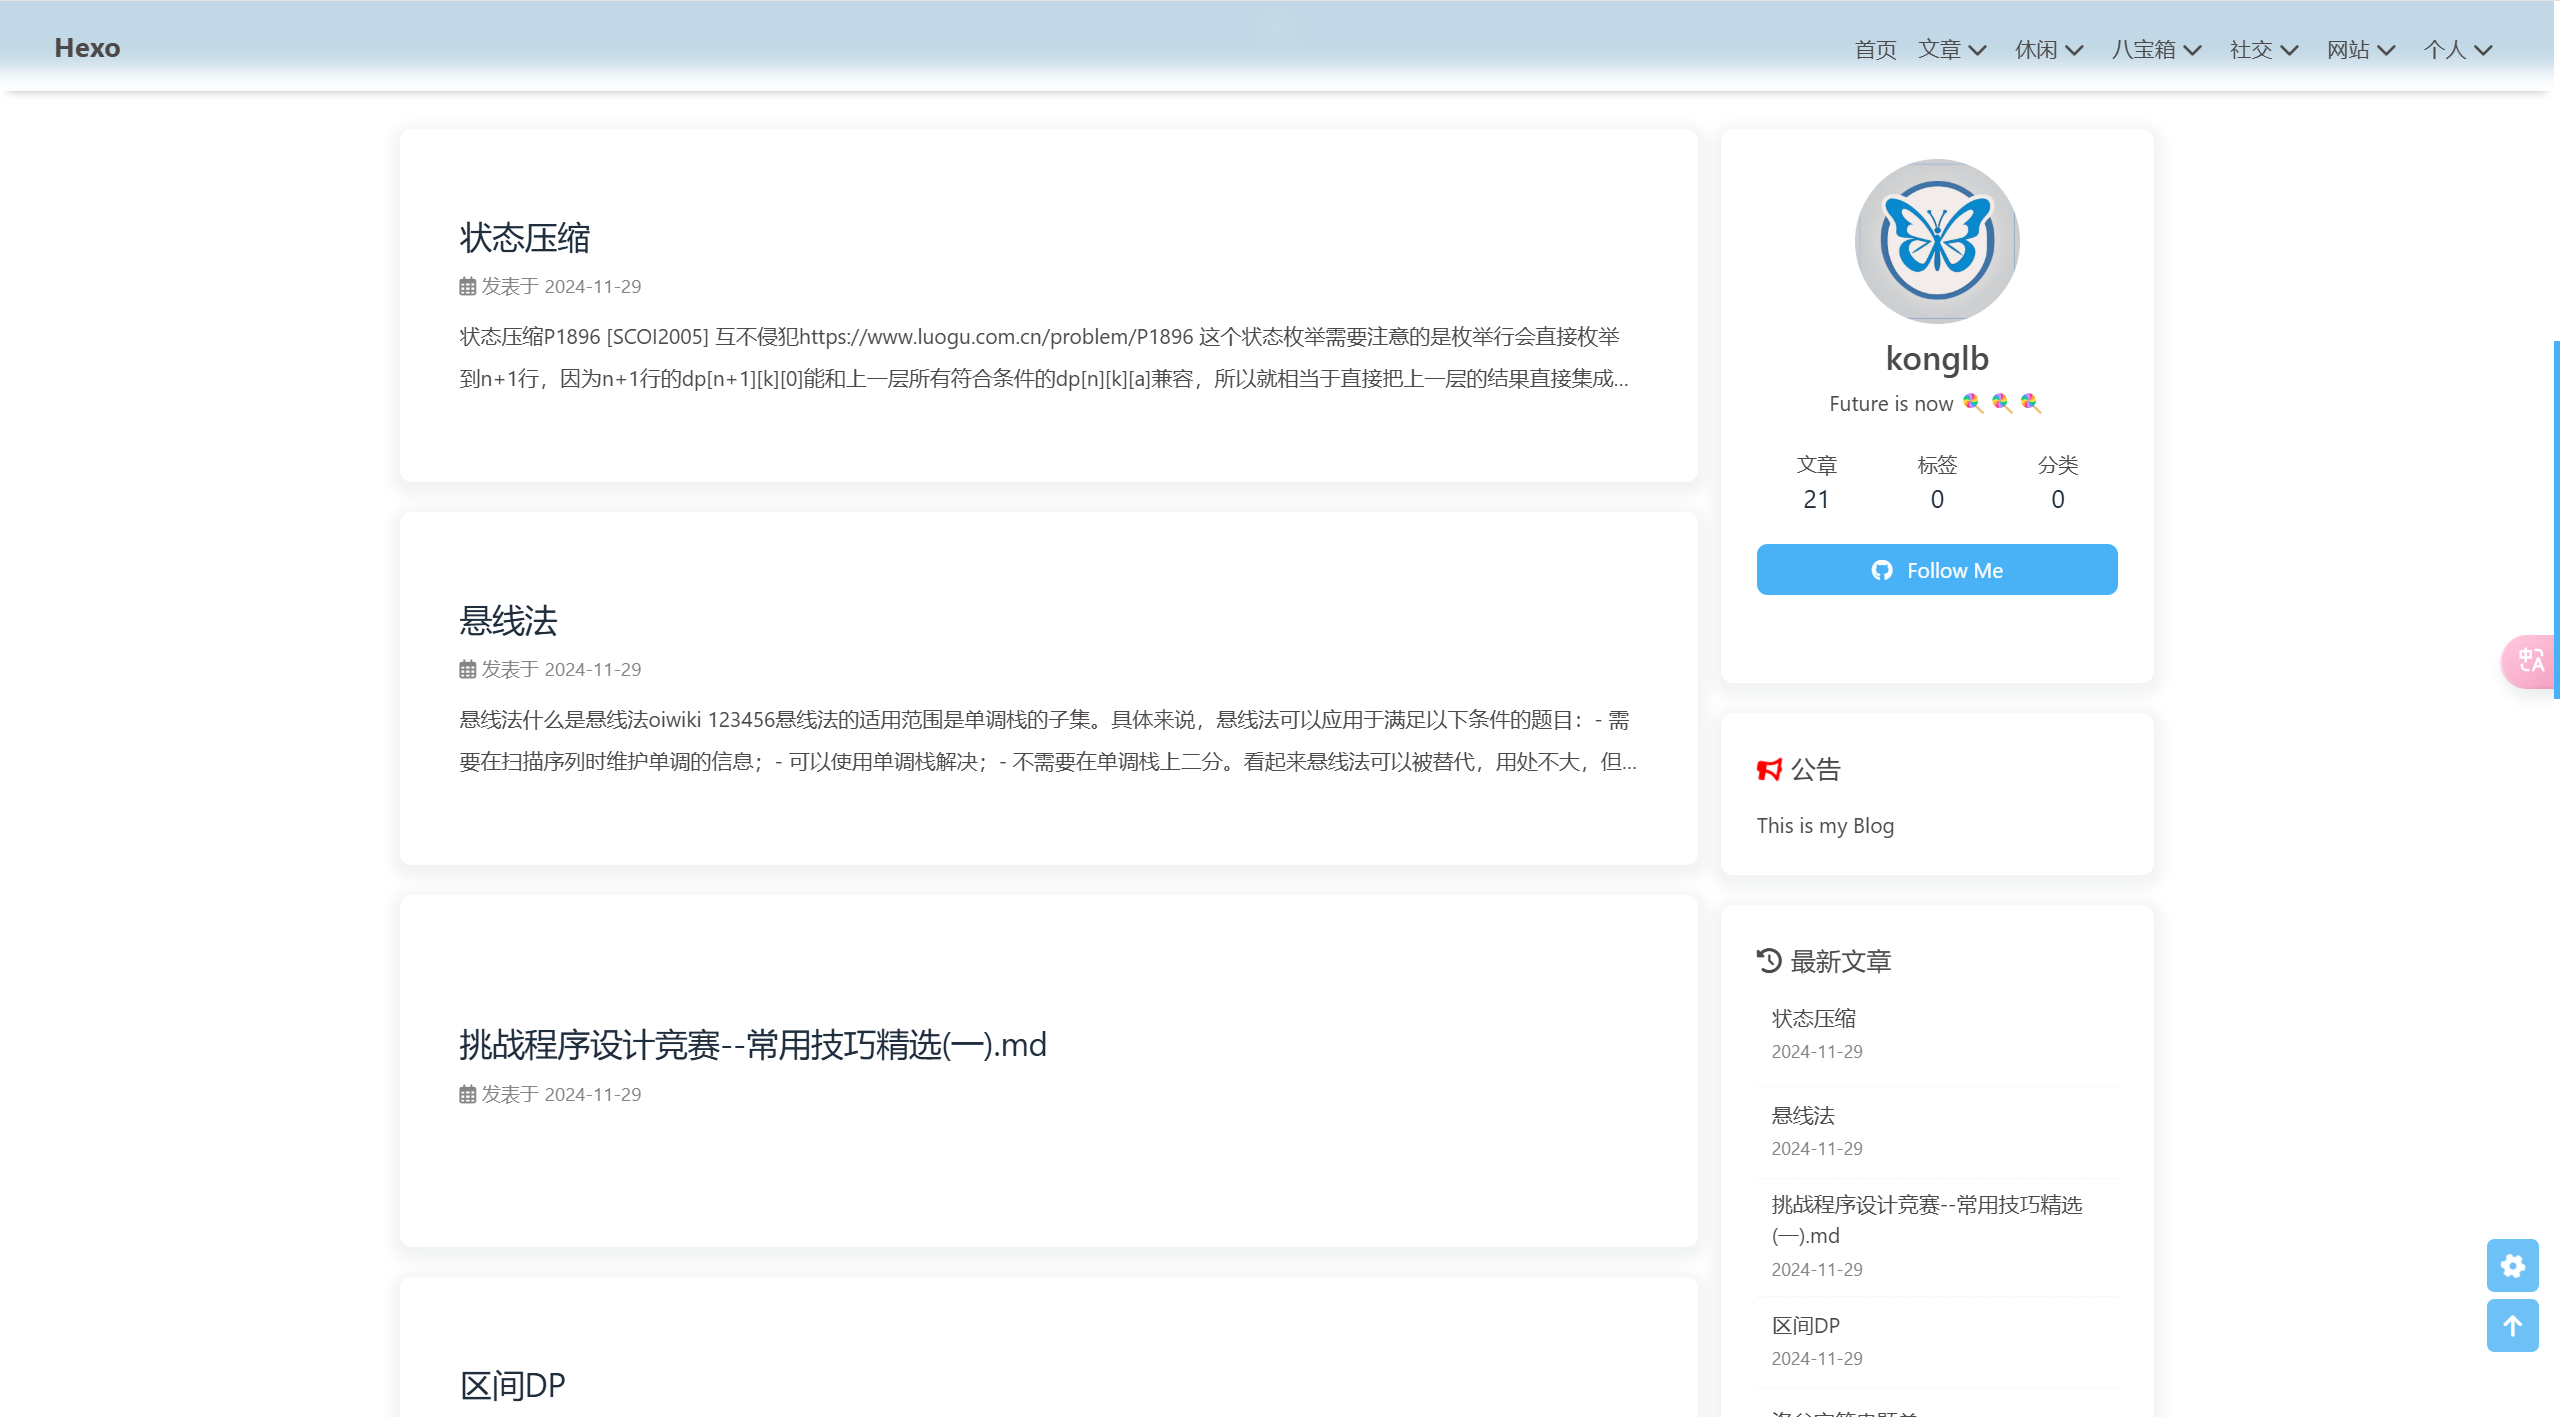 Hexo
首页 文章 休闲 八宝箱 社交 网站 个人
状态压缩
发表于 2024-11-29
状态压缩P1896 [SCOI2005] 互不侵犯https://www.luogu.com.cn/problem/P1896 这个状态枚举需要注意的是枚举行会直接枚举
到n+1行，因为n+1行的dp[n+1][k][0]能和上一层所有符合条件的dp[n][k][a]兼容，所以就相当于直接把上一层的结果直接集成...
悬线法
发表于 2024-11-29
悬线法什么是悬线法oiwiki 123456悬线法的适用范围是单调栈的子集。具体来说，悬线法可以应用于满足以下条件的题目：- 需
要在扫描序列时维护单调的信息；- 可以使用单调栈解决；- 不需要在单调栈上二分。看起来悬线法可以被替代，用处不大，但...
挑战程序设计竞赛--常用技巧精选(一).md
发表于 2024-11-29
区间DP
konglb
Future is now
文章 标签 分类
21 0 0
Follow Me
公告
This is my Blog
最新文章
状态压缩
2024-11-29
悬线法
2024-11-29
挑战程序设计竞赛--常用技巧精选
(一).md
2024-11-29
区间DP
2024-11-29